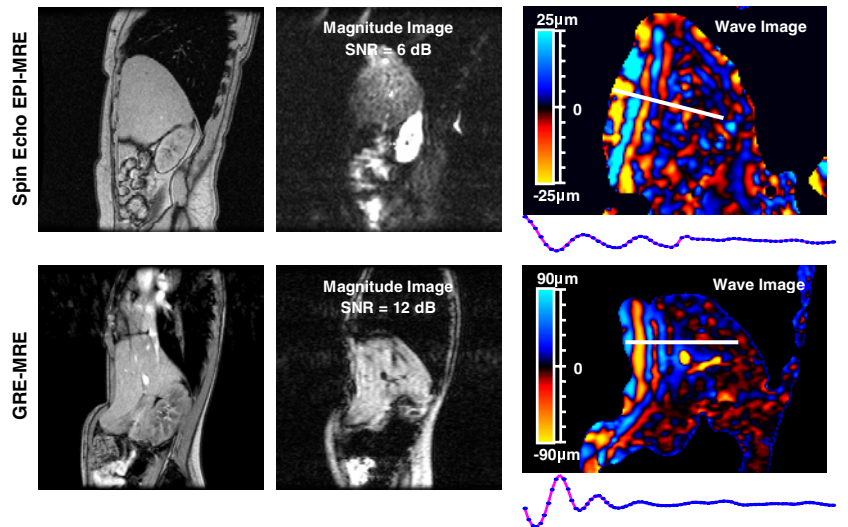 Spin Echo EPI-MRE
Magnitude Image
SNR = 6 dB
25µm
0
-25µm
Wave Image
GRE-MRE
Magnitude Image
SNR = 12 dB
90µm
0
-90µm
Wave Image